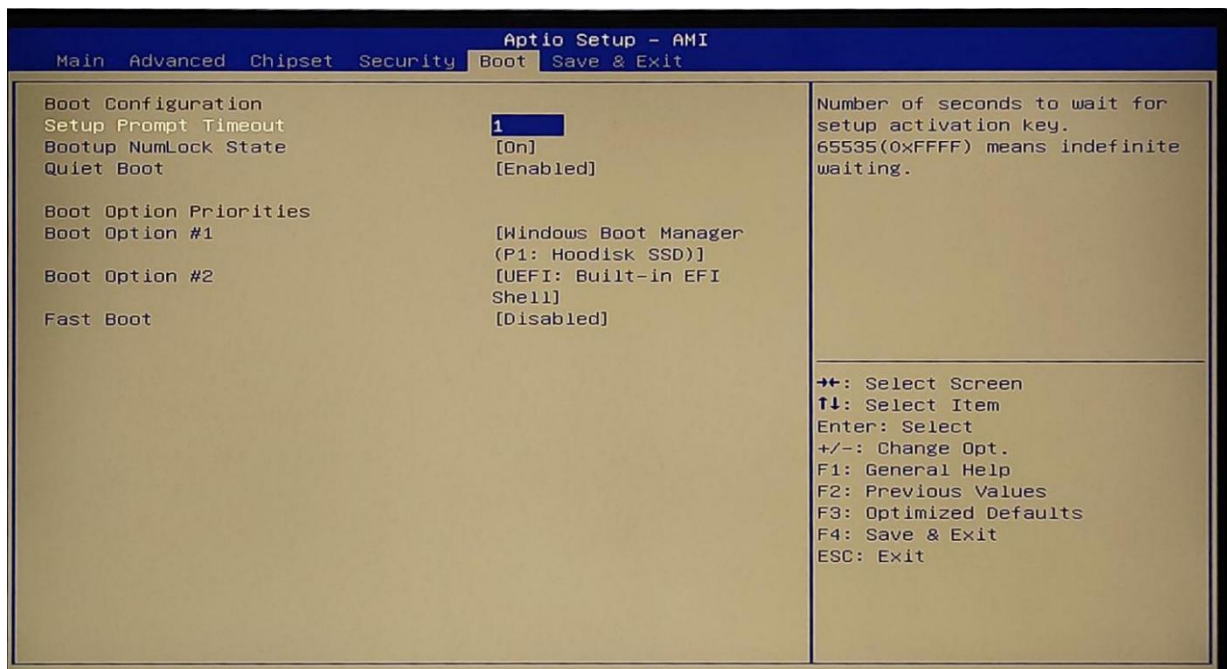 Aptio Setup – AMI
Main Advanced Chipset Security Boot Save & Exit
Boot Configuration
Setup Prompt Timeout 1
Bootup NumLock State [On]
Quiet Boot [Enabled]
Boot Option Priorities
Boot Option #1 [Windows Boot Manager
(P1: Hoodisk SSD)]
Boot Option #2 [UEFI: Built-in EFI
Shell]
Fast Boot [Disabled]
Number of seconds to wait for
setup activation key.
65535(0xFFFF) means indefinite
waiting.
→←: Select Screen
↑↓: Select Item
Enter: Select
+/-: Change Opt.
F1: General Help
F2: Previous Values
F3: Optimized Defaults
F4: Save & Exit
ESC: Exit